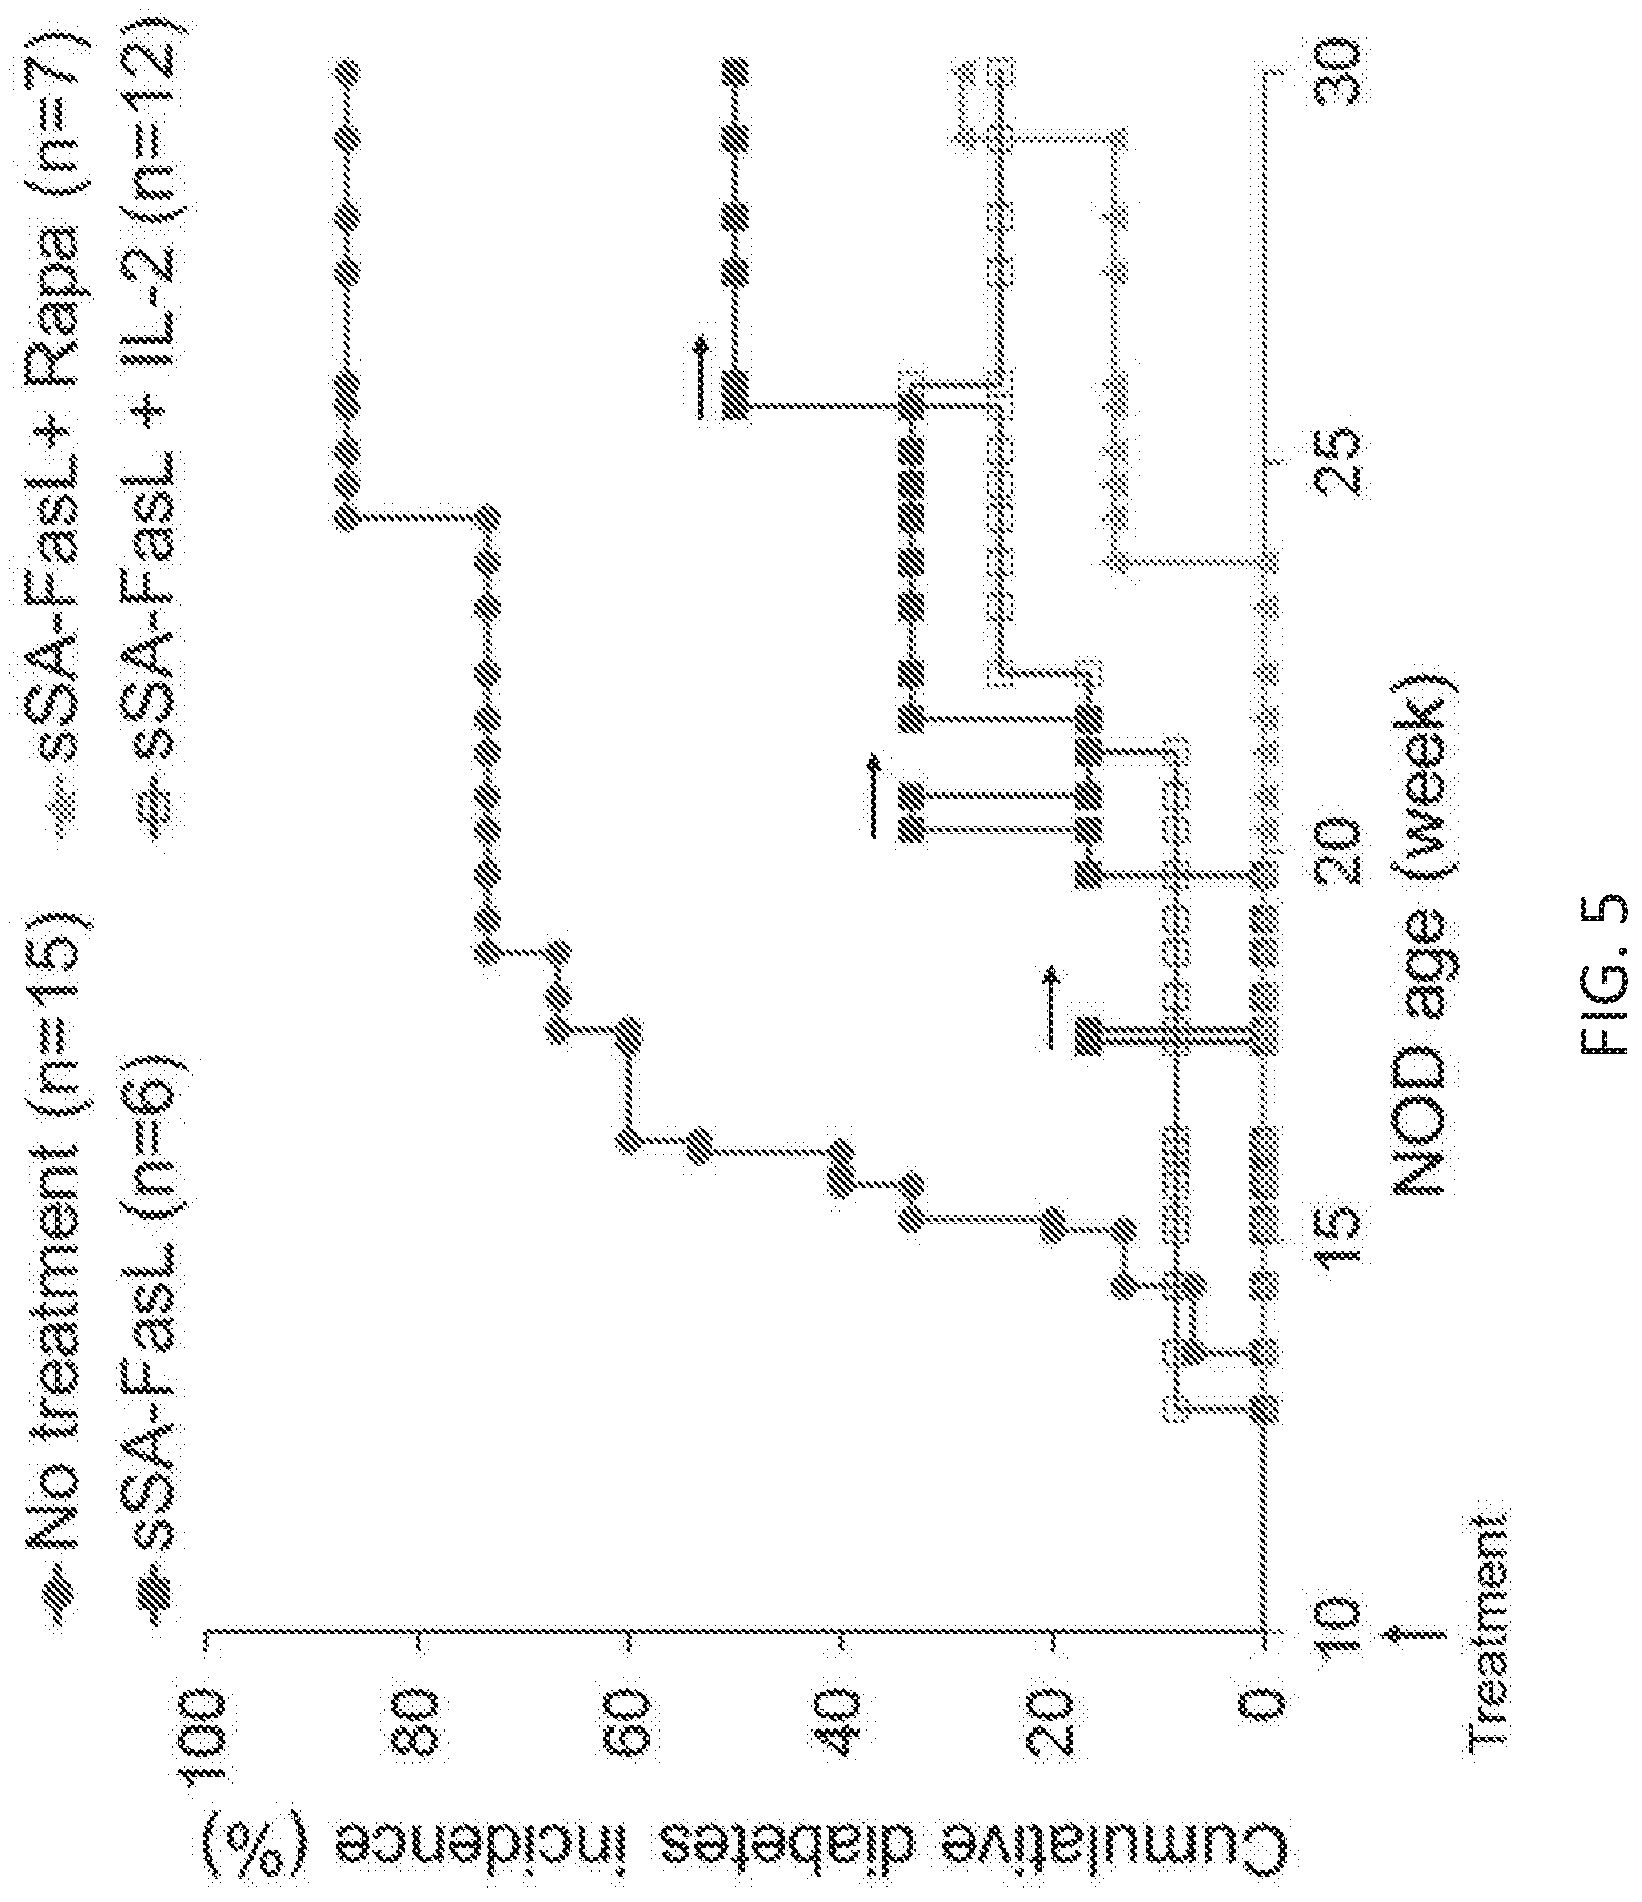 No treatment (n=15)
sSA-FasL+ Rapa (n=7)
sSA-FasL (n=6)
sSA-FasL + IL-2 (n=12)
Cumulative diabetes incidence (%)
100
80
60
40
20
0
10
15
20
25
30
Treatment
NOD age (week)
FIG. 5